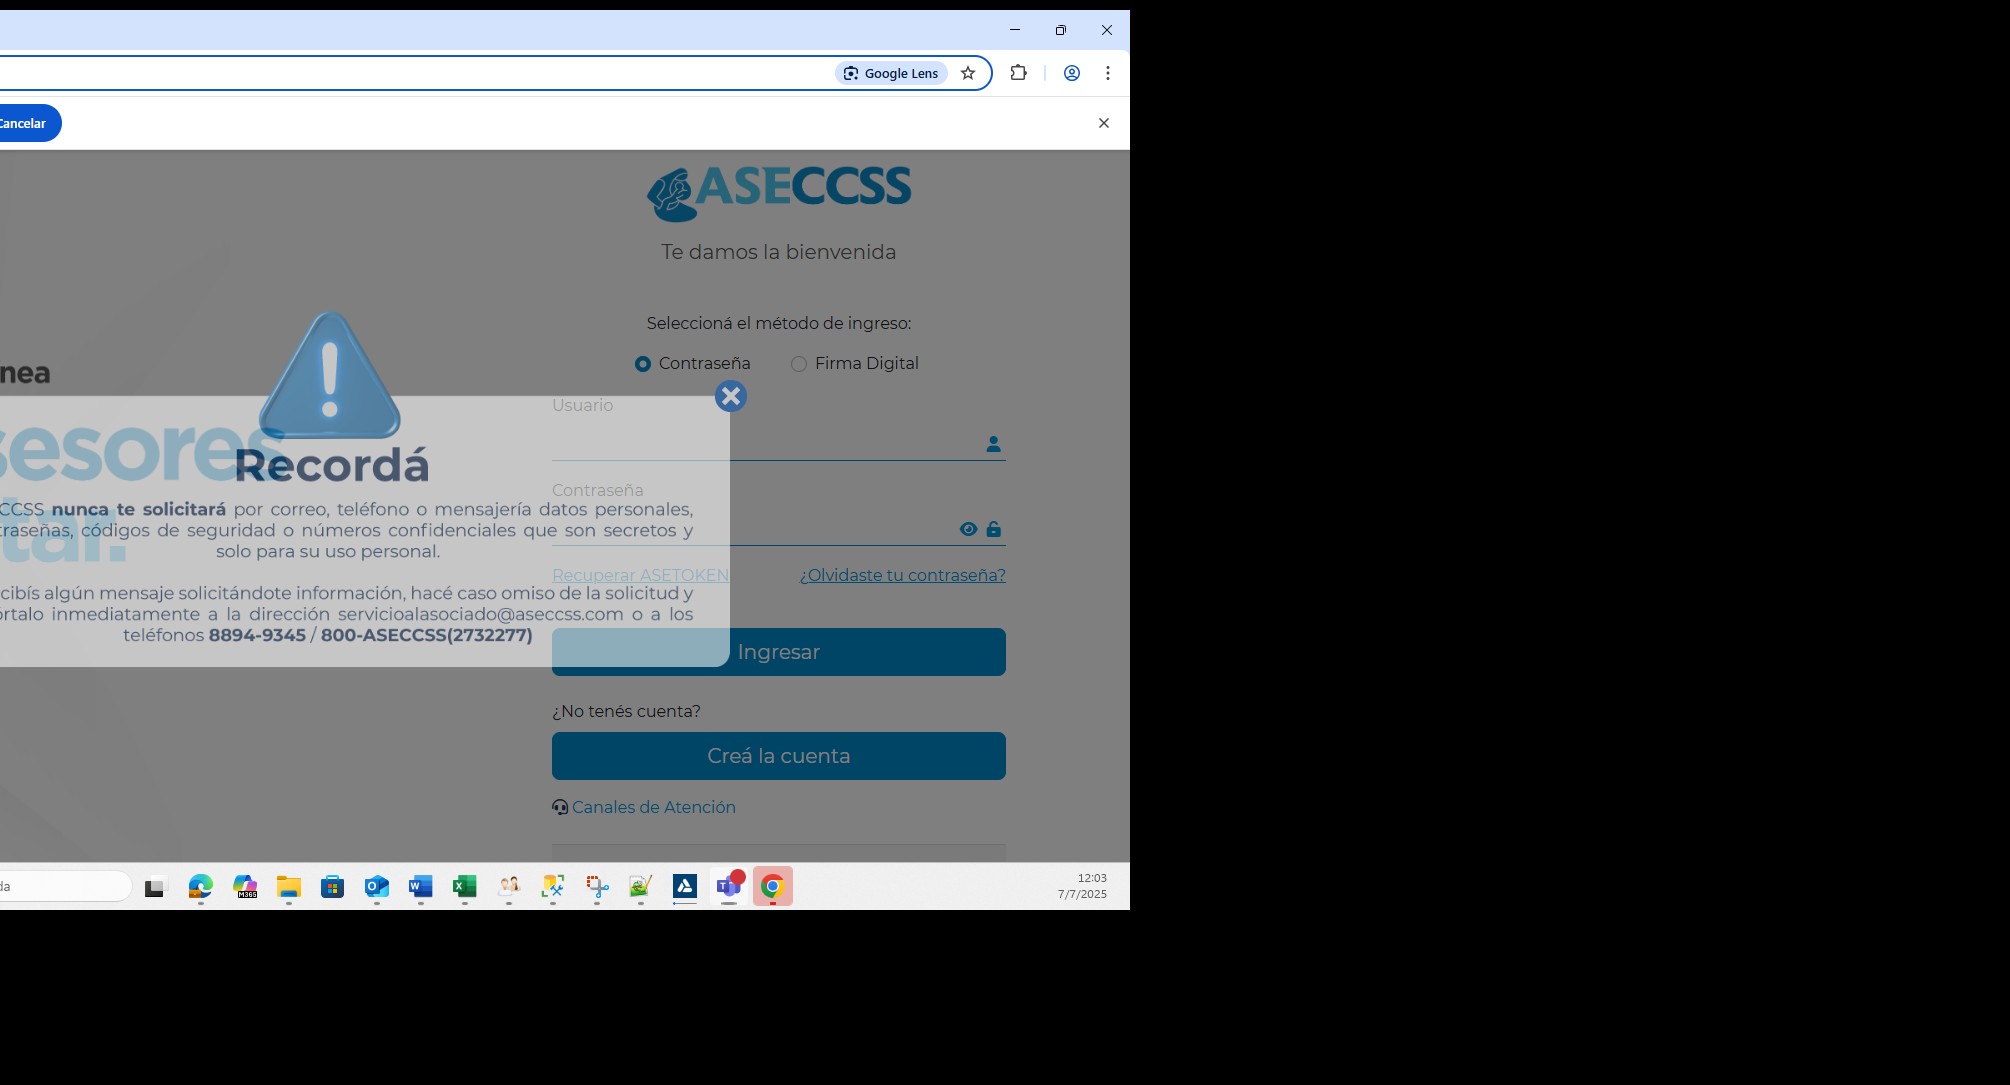 Google Lens
Cancelar
ASECCSS
Te damos la bienvenida
Seleccioná el método de ingreso:
Contraseña
Firma Digital
nea
Usuario
sesores
tar.
Recordá
Contraseña
CCSS nunca te solicitará por correo, teléfono o mensajería datos personales,
traseñas, códigos de seguridad o números confidenciales que son secretos y
solo para su uso personal.
Recuperar ASETOKEN
¿Olvidaste tu contraseña?
cibís algún mensaje solicitándote información, hacé caso omiso de la solicitud y
órtalo inmediatamente a la dirección servicioalasociado@aseccss.com o a los
teléfonos 8894-9345 / 800-ASECCSS(2732277)
Ingresar
¿No tenés cuenta?
Creá la cuenta
Canales de Atención
da
M365
12:03
7/7/2025